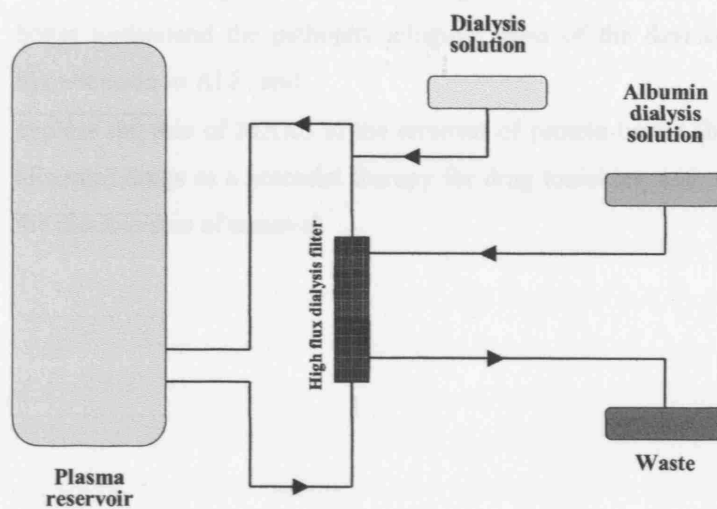 Dialysis
solution
Albumin
dialysis
solution
High flux dialysis filter
Plasma
reservoir
Waste